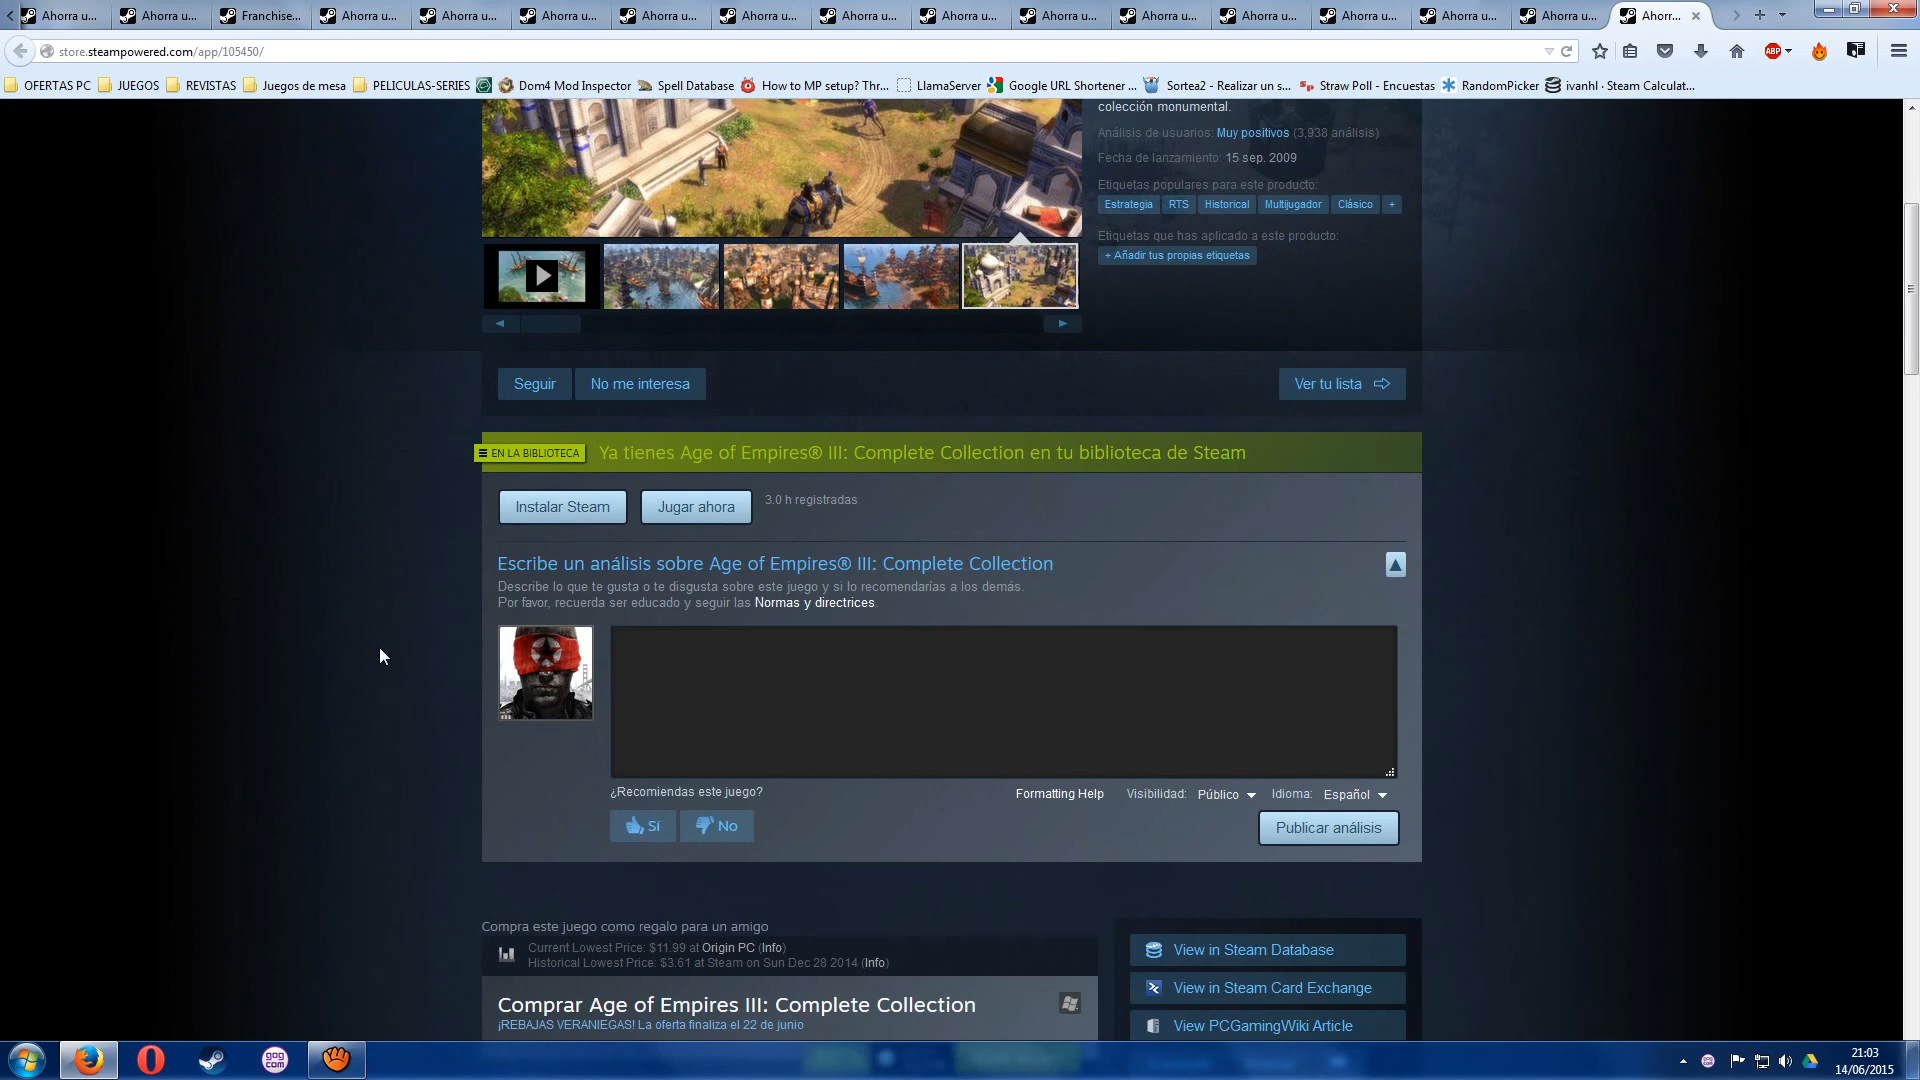 Ahorra u...
Ahorra u...
Franchise...
Ahorra u...
Ahorra u...
Ahorra u...
Ahorra u...
Ahorra u...
Ahorra u...
Ahorra u...
Ahorra u...
Ahorra u...
Ahorra u...
Ahorra u...
Ahorra u...
Ahorra u...
Ahorr...
store.steampowered.com/app/105450/
ABP
OFERTAS PC
JUEGOS
REVISTAS
Juegos de mesa
PELICULAS-SERIES
Dom4 Mod Inspector
Spell Database
How to MP setup? Thr...
LlamaServer
Google URL Shortener ...
Sortea2 - Realizar un s...
Straw Poll - Encuestas
RandomPicker
ivanhl · Steam Calculat...
colección monumental.
Análisis de usuarios: Muy positivos (3,938 análisis)
Fecha de lanzamiento: 15 sep. 2009
Etiquetas populares para este producto:
Estrategia RTS Historical Multijugador Clásico +
Etiquetas que has aplicado a este producto:
+ Añadir tus propias etiquetas
Seguir
No me interesa
Ver tu lista
EN LA BIBLIOTECA
Ya tienes Age of Empires® III: Complete Collection en tu biblioteca de Steam
Instalar Steam
Jugar ahora
3.0 h registradas
Escribe un análisis sobre Age of Empires® III: Complete Collection
Describe lo que te gusta o te disgusta sobre este juego y si lo recomendarías a los demás.
Por favor, recuerda ser educado y seguir las Normas y directrices.
¿Recomiendas este juego?
Formatting Help
Visibilidad: Público
Idioma: Español
Sí
No
Publicar análisis
Compra este juego como regalo para un amigo
Current Lowest Price: $11.99 at Origin PC (Info)
Historical Lowest Price: $3.61 at Steam on Sun Dec 28 2014 (Info)
Comprar Age of Empires III: Complete Collection
¡REBAJAS VERANIEGAS! La oferta finaliza el 22 de junio
View in Steam Database
View in Steam Card Exchange
View PCGamingWiki Article
gog
com
21:03
14/06/2015